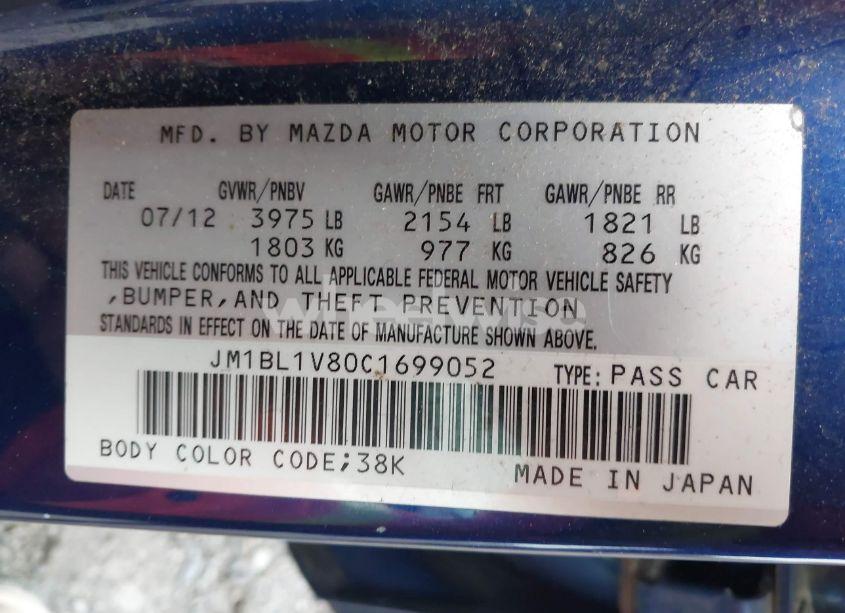 MFD. BY MAZDA MOTOR CORPORATION
DATE GVWR/PNBV GAWR/PNBE FRT GAWR/PNBE RR
07/12 3975 LB 2154 LB 1821 LB
1803 KG 977 KG 826 KG
THIS VEHICLE CONFORMS TO ALL APPLICABLE FEDERAL MOTOR VEHICLE SAFETY
,BUMPER,AND THEFT PREVENTION
STANDARDS IN EFFECT ON THE DATE OF MANUFACTURE SHOWN ABOVE.
JM1BL1V80C1699052 TYPE: PASS CAR
BODY COLOR CODE;38K
MADE IN JAPAN